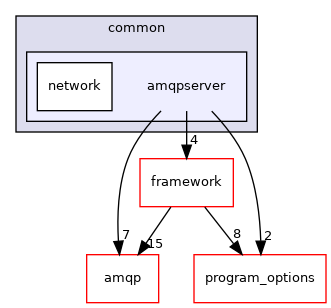 common
network amqpserver
4
framework
7 15 8 2
amqp program_options